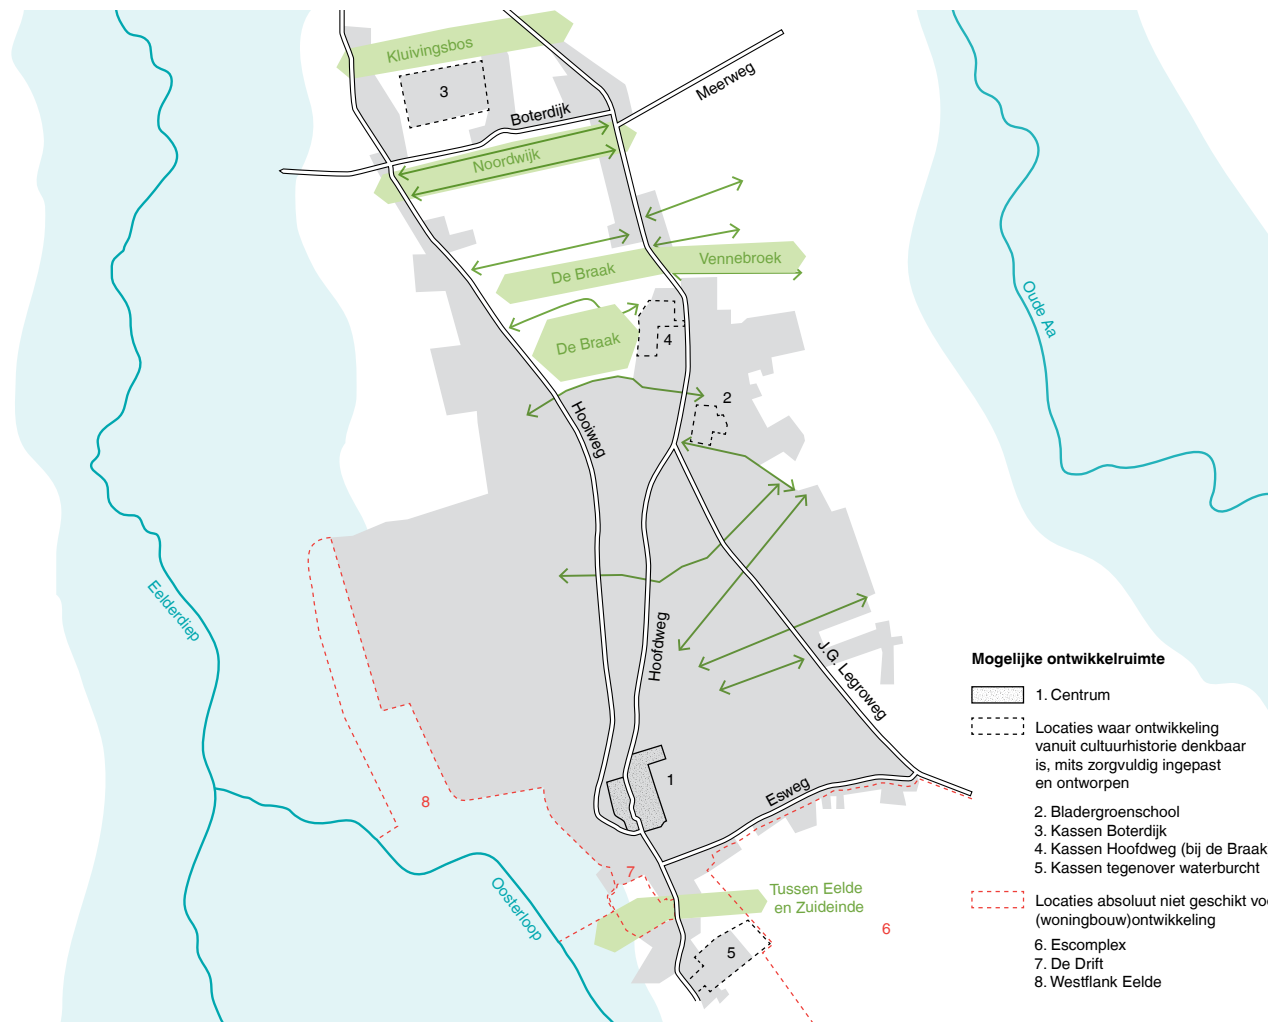 Kluivingsbos
3
Meerweg
Boterdijk
Noordwijk
Vennebroek
De Braak
Oude Aa
De Braak
4
2
Hooiweg
Eelderdiep
Hoofdweg
J.G. Legroweg
1
Esweg
8
7
Oosterloop
Tussen Eelde
en Zuideinde
6
5
Mogelijke ontwikkelruimte
1. Centrum
Locaties waar ontwikkeling
vanuit cultuurhistorie denkbaar
is, mits zorgvuldig ingepast
en ontworpen
2. Bladergroenschool
3. Kassen Boterdijk
4. Kassen Hoofdweg (bij de Braak
5. Kassen tegenover waterburcht
Locaties absoluut niet geschikt vo
(woningbouw)ontwikkeling
6. Escomplex
7. De Drift
8. Westflank Eelde